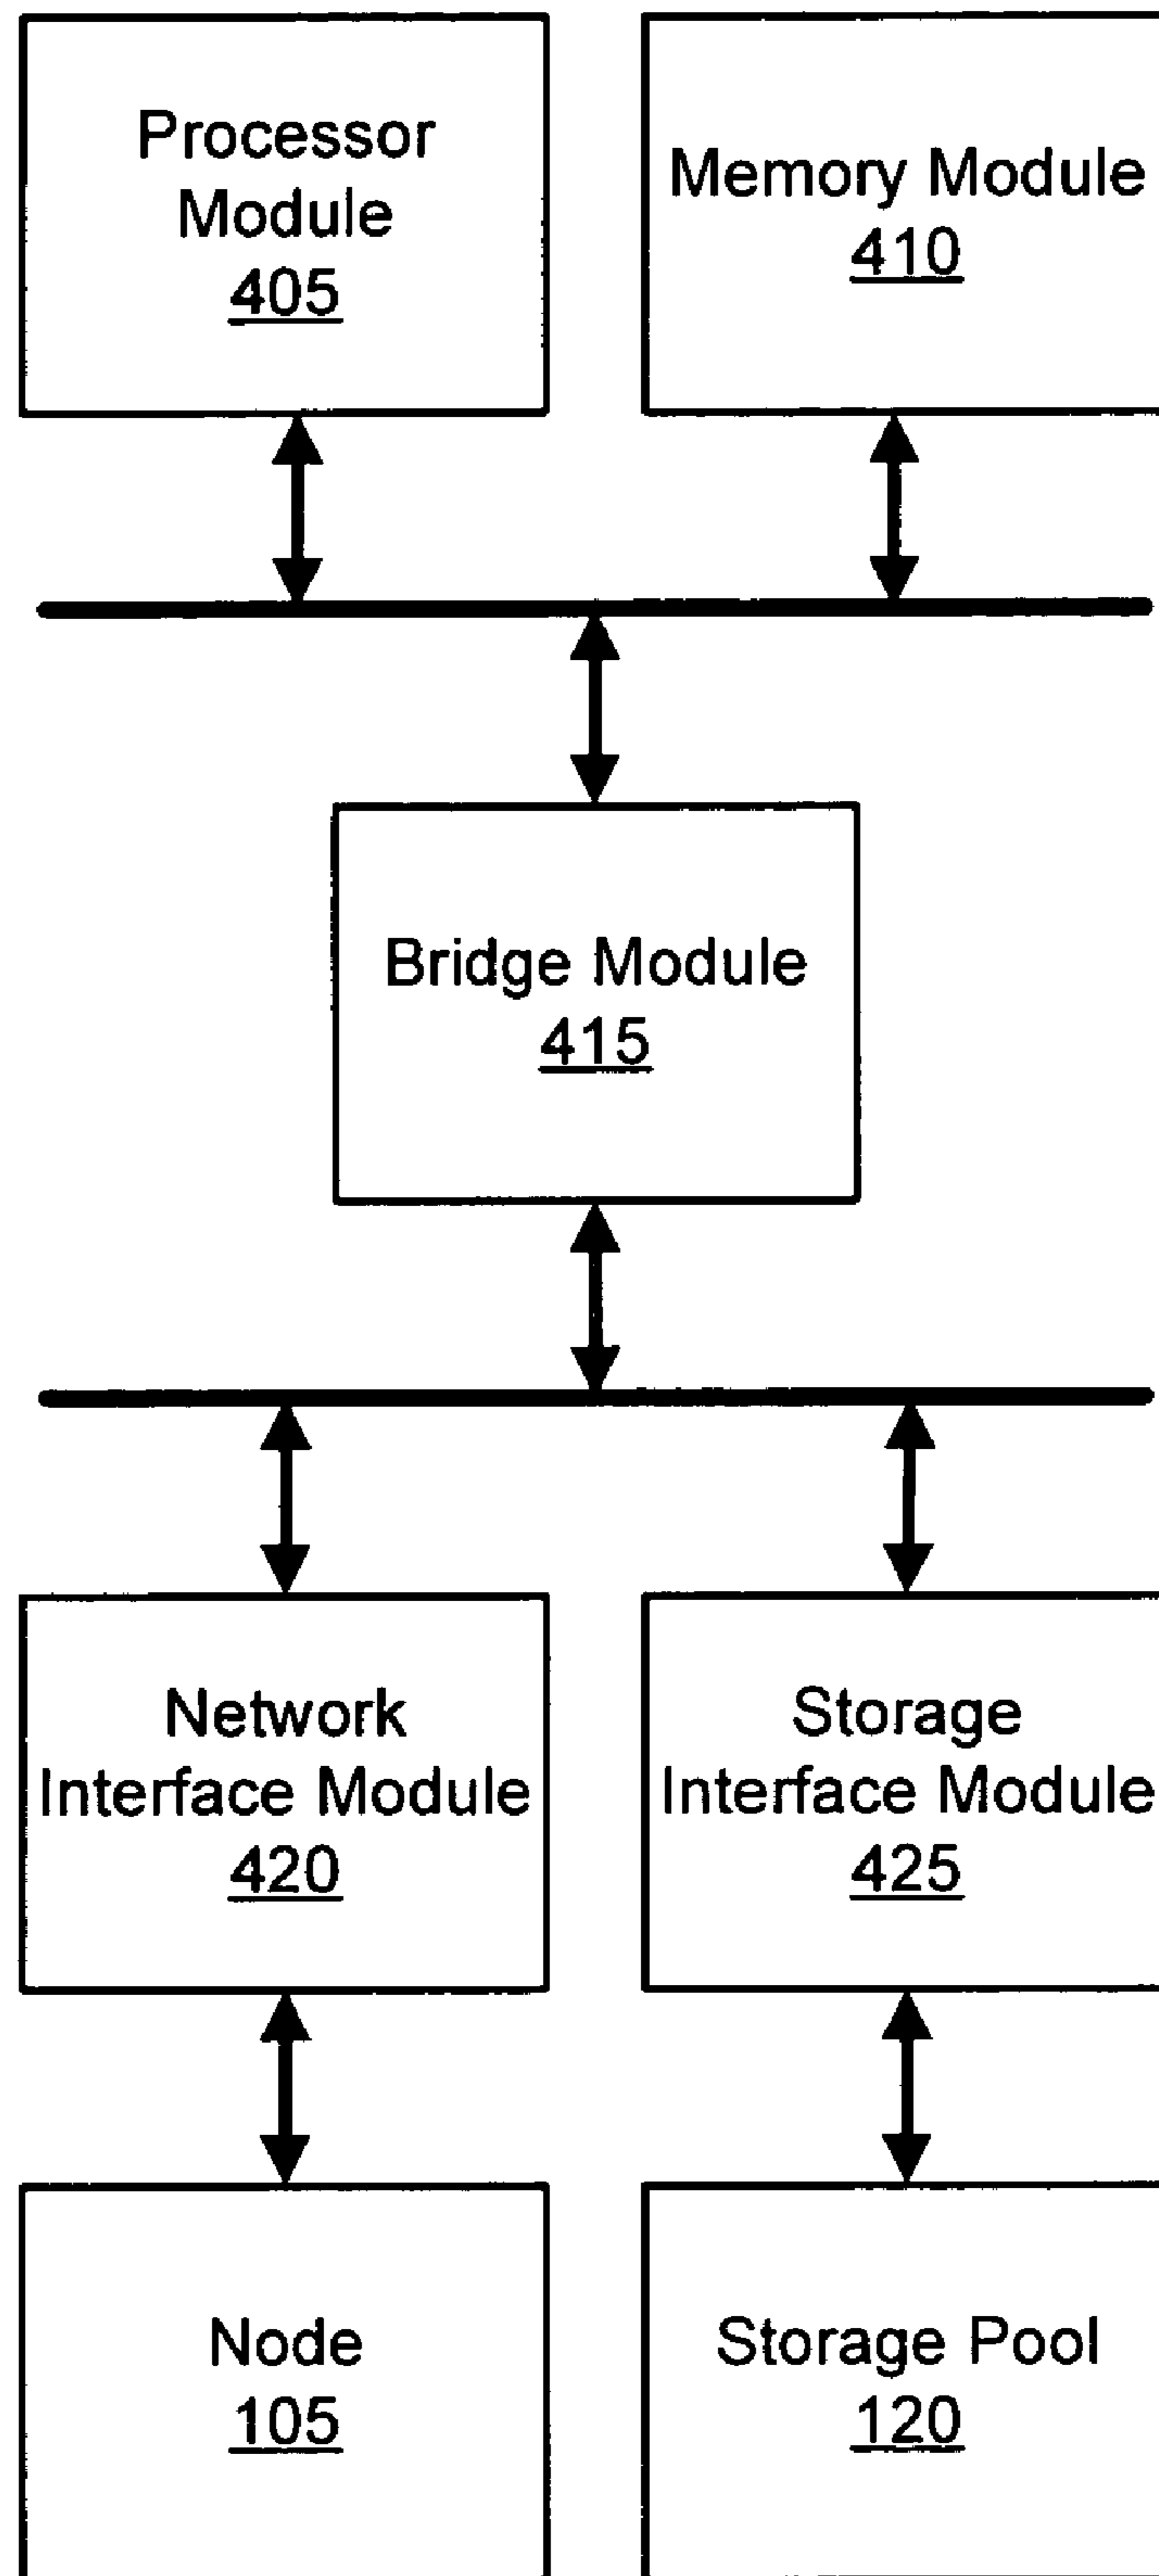 Processor
Module
405
Memory Module
410
Bridge Module
415
Network
Interface Module
420
Storage
Interface Module
425
Node
105
Storage Pool
120